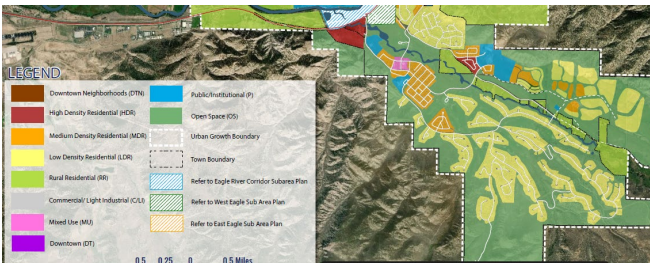 LEGEND
Downtown Neighborhoods (DTN)
High Density Residential (HDR)
Medium Density Residential (MDR)
Low Density Residential (LDR)
Rural Residential (RR)
Commercial/ Light Industrial (C/LI)
Mixed Use (MU)
Downtown (DT)
Public/Institutional (P)
Open Space (OS)
Urban Growth Boundary
Town Boundary
Refer to Eagle River Corridor Subarea Plan
Refer to West Eagle Sub Area Plan
Refer to East Eagle Sub Area Plan
0.5 0.25 0 0.5 Miles